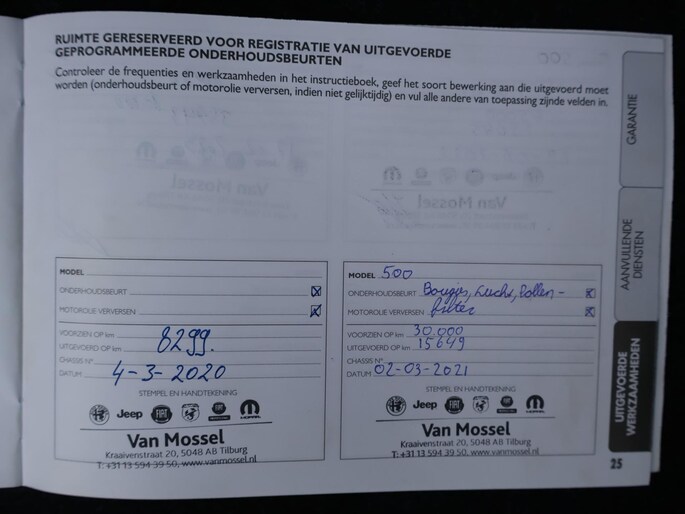 RUIMTE GERESERVEERD VOOR REGISTRATIE VAN UITGEVOERDE
GEPROGRAMMEERDE ONDERHOUDSBEURTEN
Controleer de frequenties en werkzaamheden in het instructieboek, geef het soort bewerking aan die uitgevoerd moet
worden (onderhoudsbeurt of motorolie verversen, indien niet gelijktijdig) en vul alle andere van toepassing zijnde velden in.
MODEL
ONDERHOUDSBEURT
MOTOROLIE VERVERSEN
VOORZIEN OP km
UITGEVOERD OP km 8299.
CHASSIS N°
DATUM 4-3-2020
STEMPEL EN HANDTEKENING
Jeep FIAT MOPAR
Van Mossel
Kraaivenstraat 20, 5048 AB Tilburg
T: +31 13 594 39 50, www.vanmossel.nl
MODEL 500
ONDERHOUDSBEURT Bougies, Lucht, Pollen-
MOTOROLIE VERVERSEN filter
VOORZIEN OP km 30.000
UITGEVOERD OP km 15649
CHASSIS N°
DATUM 02-03-2021
STEMPEL EN HANDTEKENING
Jeep FIAT MOPAR
Van Mossel
Kraaivenstraat 20, 5048 AB Tilburg
T: +31 13 594 39 50, www.vanmossel.nl
GARANTIE
AANVULLENDE
DIENSTEN
UITGEVOERDE
WERKZAAMHEDEN
25